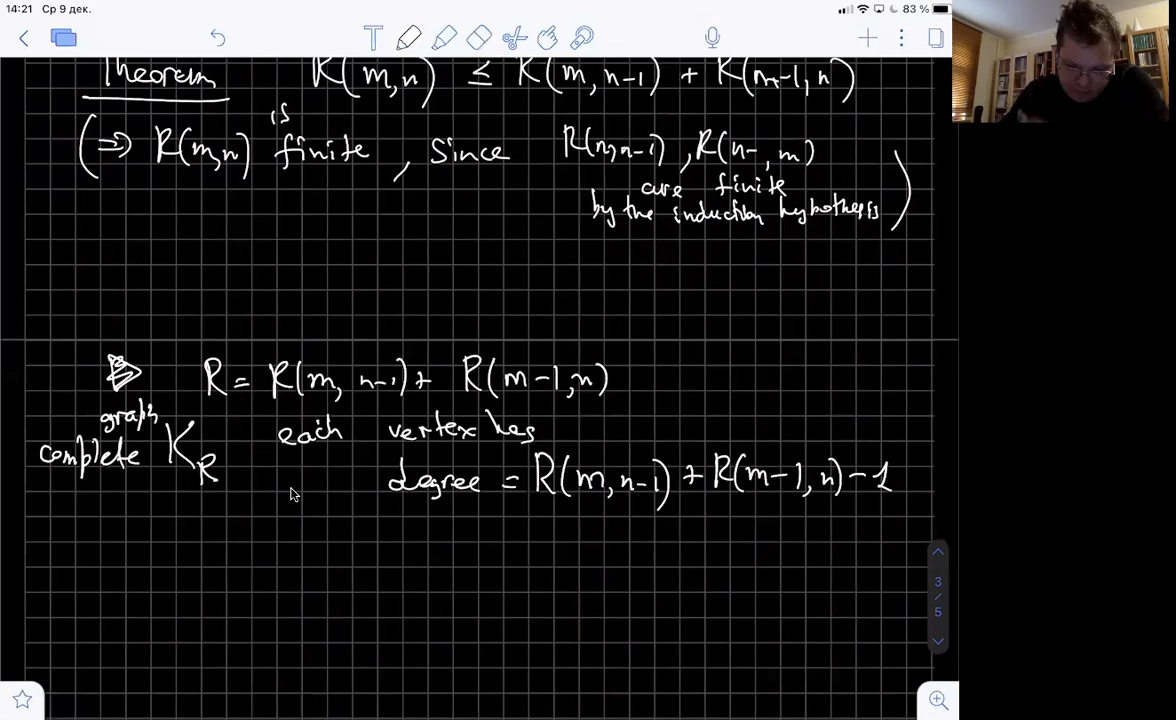 14:21 Ср 9 дек.
83 %
Theorem R(m,n) ≤ R(m,n-1) + R(m-1,n)
(⇒ R(m,n) is finite, since R(m,n-1), R(n-, m)
are finite
by the induction hypothesis)
R = R(m, n-1) + R(m-1,n)
graph
each vertex has
complete K_R
degree = R(m,n-1) + R(m-1,n) - 1
3
/
5